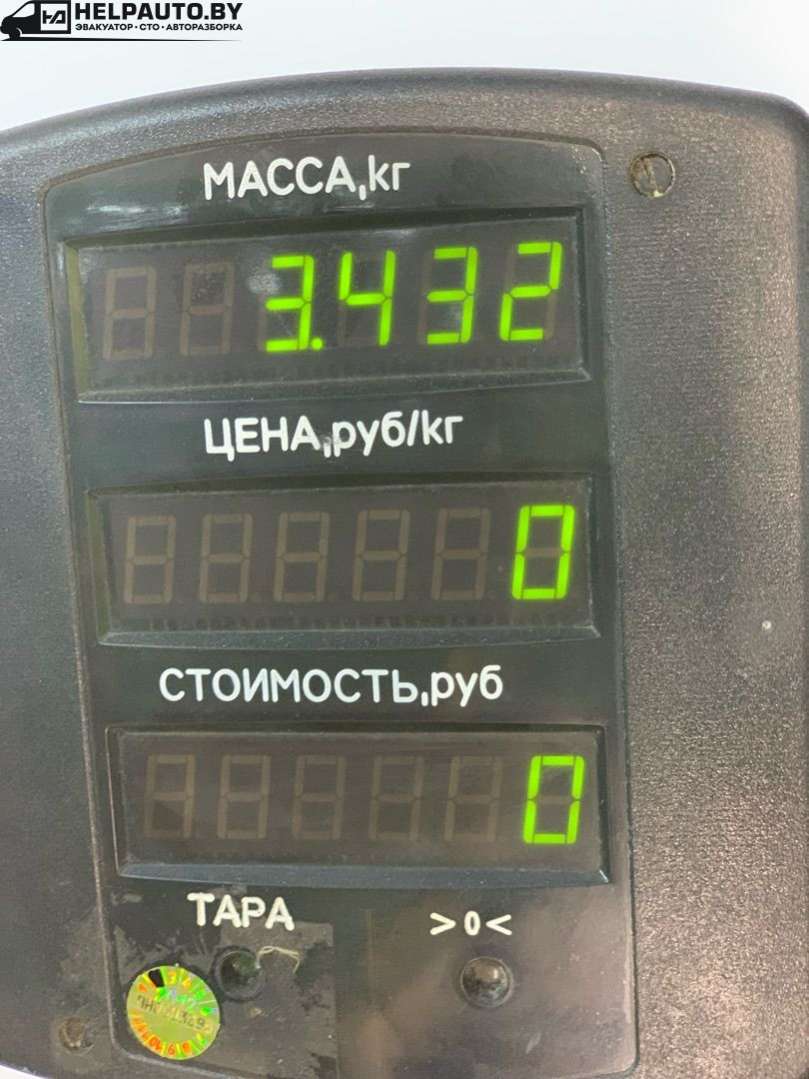 HELPAUTO.BY
ЭВАКУАТОР • СТО • АВТОРАЗБОРКА
МАССА,кг
3.432
ЦЕНА,руб/кг
0
СТОИМОСТЬ,руб
0
ТАРА >0<